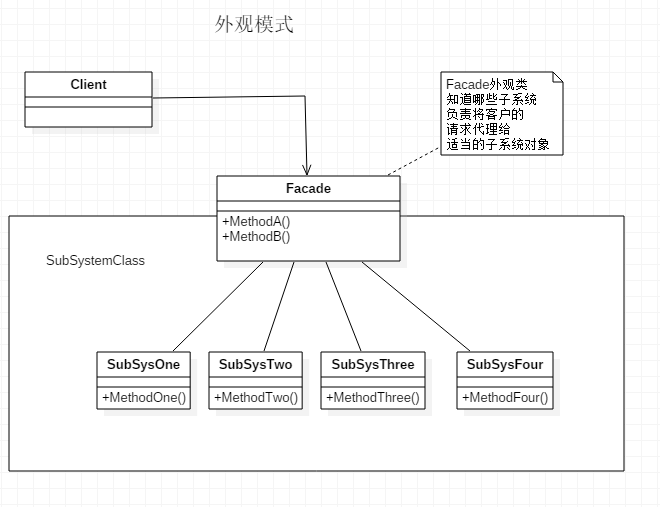 外观模式
Client
Facade外观类
知道哪些子系统
负责将客户的
请求代理给
适当的子系统对象
Facade
+MethodA()
+MethodB()
SubSystemClass
SubSysOne
+MethodOne()
SubSysTwo
+MethodTwo()
SubSysThree
+MethodThree()
SubSysFour
+MethodFour()